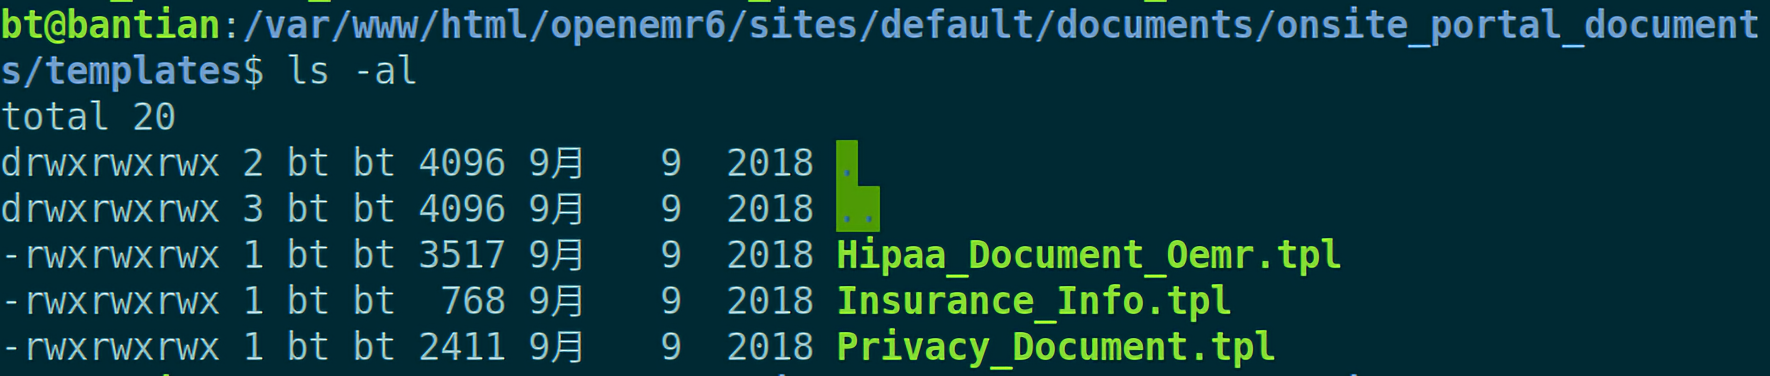 bt@bantian:/var/www/html/openemr6/sites/default/documents/onsite_portal_document
s/templates$ ls -al
total 20
drwxrwxrwx 2 bt bt 4096 9月   9  2018 .
drwxrwxrwx 3 bt bt 4096 9月   9  2018 ..
-rwxrwxrwx 1 bt bt 3517 9月   9  2018 Hipaa_Document_Oemr.tpl
-rwxrwxrwx 1 bt bt  768 9月   9  2018 Insurance_Info.tpl
-rwxrwxrwx 1 bt bt 2411 9月   9  2018 Privacy_Document.tpl